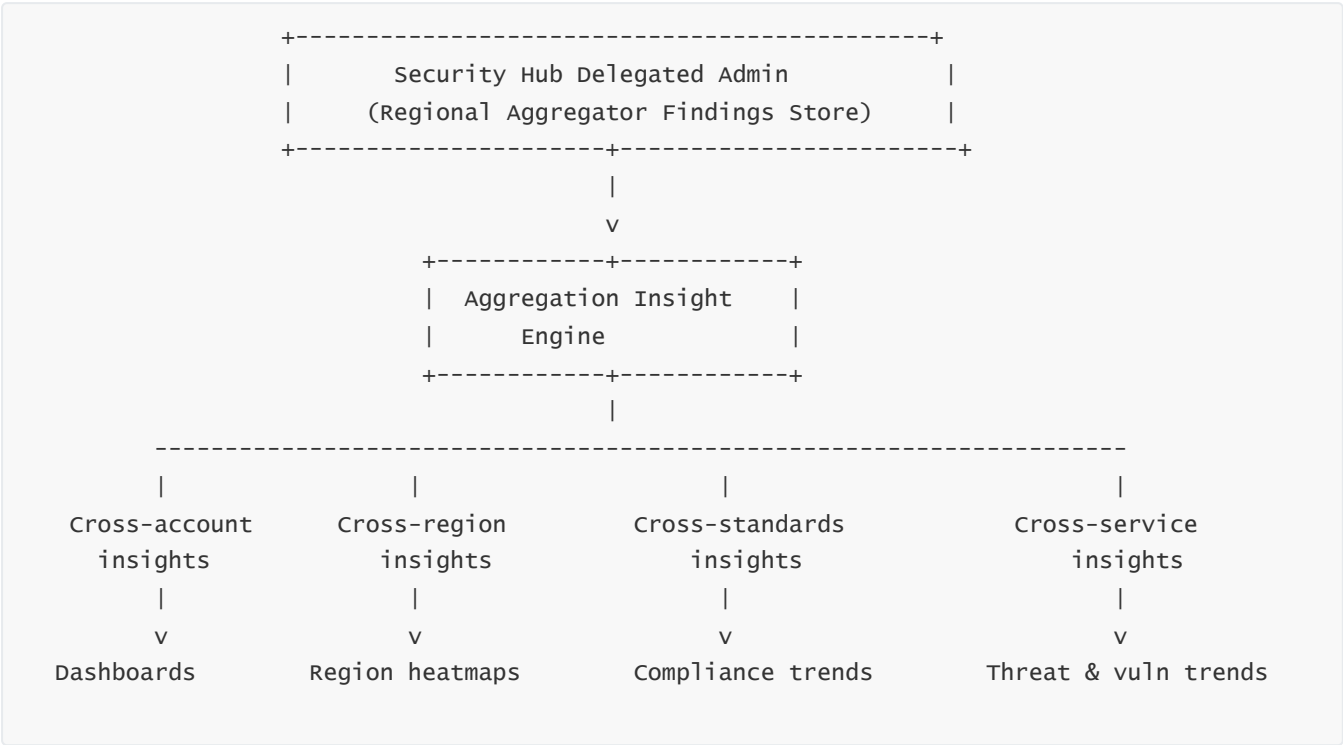 +---------------------------------------------+
|       Security Hub Delegated Admin           |
|     (Regional Aggregator Findings Store)     |
+----------------------+------------------------+
|
v
+------------+------------+
|  Aggregation Insight    |
|      Engine             |
+------------+------------+
|
---------------------------------------------------------------------
|                 |                     |                           |
Cross-account      Cross-region         Cross-standards            Cross-service
insights            insights              insights                   insights
|                 |                     |                           |
v                 v                     v                           v
Dashboards        Region heatmaps        Compliance trends        Threat & vuln trends